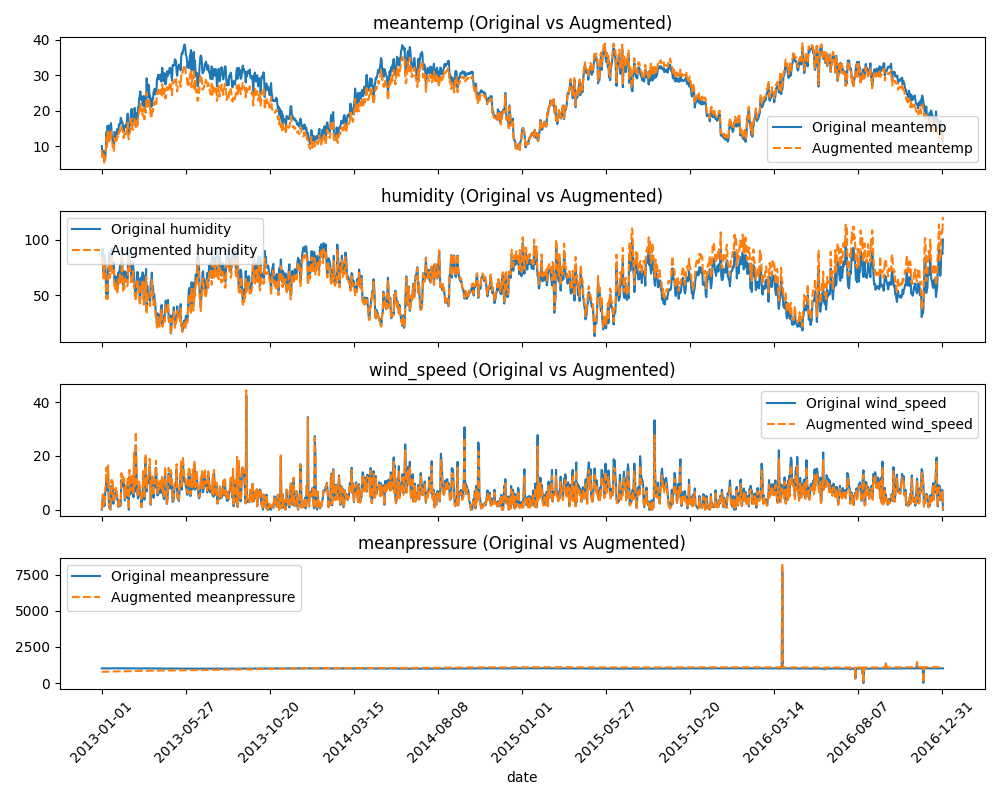 meantemp (Original vs Augmented)
40
30
20
10
Original meantemp
Augmented meantemp
humidity (Original vs Augmented)
100
50
Original humidity
Augmented humidity
wind_speed (Original vs Augmented)
40
20
0
Original wind_speed
Augmented wind_speed
meanpressure (Original vs Augmented)
7500
5000
2500
0
Original meanpressure
Augmented meanpressure
2013-01-01
2013-05-27
2013-10-20
2014-03-15
2014-08-08
2015-01-01
2015-05-27
2015-10-20
2016-03-14
2016-08-07
2016-12-31
date